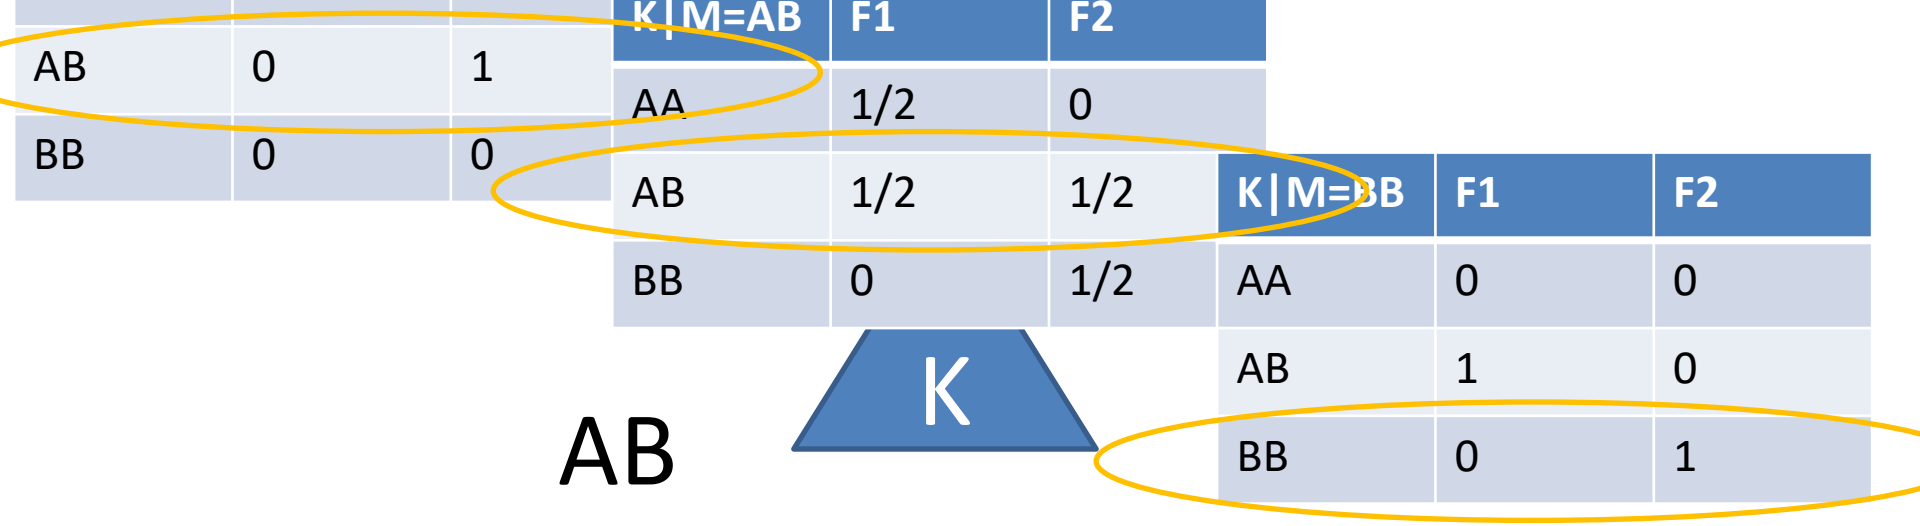 AB 0 1
BB 0 0
K|M=AB F1 F2
AA 1/2 0
AB 1/2 1/2
BB 0 1/2
K|M=BB F1 F2
AA 0 0
AB 1 0
BB 0 1
K
AB